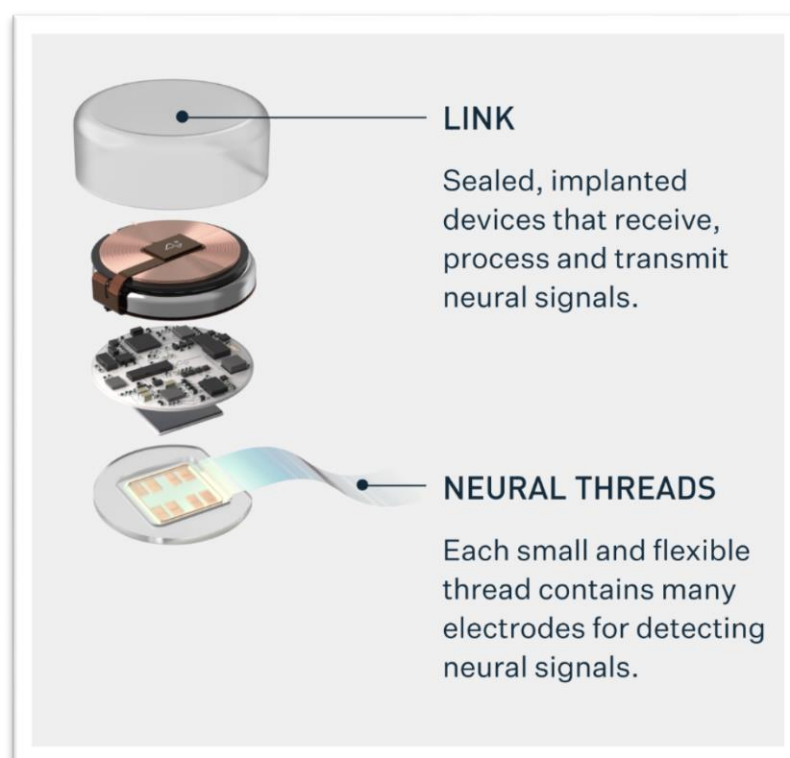 LINK
Sealed, implanted
devices that receive,
process and transmit
neural signals.
NEURAL THREADS
Each small and flexible
thread contains many
electrodes for detecting
neural signals.